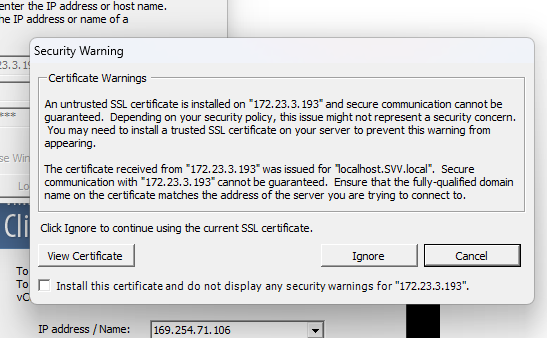 enter the IP address or host name.
he IP address or name of a
Security Warning
Certificate Warnings
An untrusted SSL certificate is installed on "172.23.3.193" and secure communication cannot be
guaranteed. Depending on your security policy, this issue might not represent a security concern.
You may need to install a trusted SSL certificate on your server to prevent this warning from
appearing.
The certificate received from "172.23.3.193" was issued for "localhost.SVV.local". Secure
communication with "172.23.3.193" cannot be guaranteed. Ensure that the fully-qualified domain
name on the certificate matches the address of the server you are trying to connect to.
Click Ignore to continue using the current SSL certificate.
View Certificate
Ignore
Cancel
Install this certificate and do not display any security warnings for "172.23.3.193".
To
To
vC
IP address / Name:
169.254.71.106